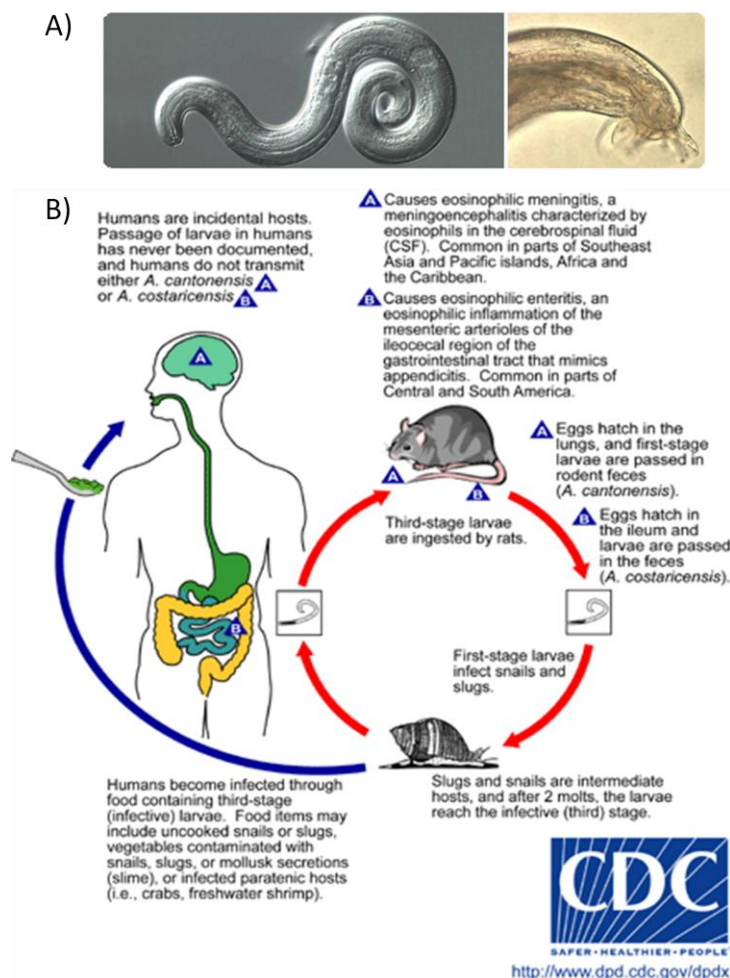 A)
B)
Humans are incidental hosts.
Passage of larvae in humans
has never been documented,
and humans do not transmit
either A. cantonensis A
or A. costaricensis B
A Causes eosinophilic meningitis, a
meningoencephalitis characterized by
eosinophils in the cerebrospinal fluid
(CSF). Common in parts of Southeast
Asia and Pacific islands, Africa and
the Caribbean.
B Causes eosinophilic enteritis, an
eosinophilic inflammation of the
mesenteric arterioles of the
ileocecal region of the
gastrointestinal tract that mimics
appendicitis. Common in parts of
Central and South America.
A
A
B
Third-stage larvae
are ingested by rats.
A Eggs hatch in the
lungs, and first-stage
larvae are passed in
rodent feces
(A. cantonensis).
B Eggs hatch in
the ileum and
larvae are passed
in the feces
(A. costaricensis).
B
First-stage larvae
infect snails and
slugs.
Humans become infected through
food containing third-stage
(infective) larvae. Food items may
include uncooked snails or slugs,
vegetables contaminated with
snails, slugs, or mollusk secretions
(slime), or infected paratenic hosts
(i.e., crabs, freshwater shrimp).
Slugs and snails are intermediate
hosts, and after 2 molts, the larvae
reach the infective (third) stage.
CDC
SAFER•HEALTHIER•PEOPLE
http://www.dpd.cdc.gov/dpdx